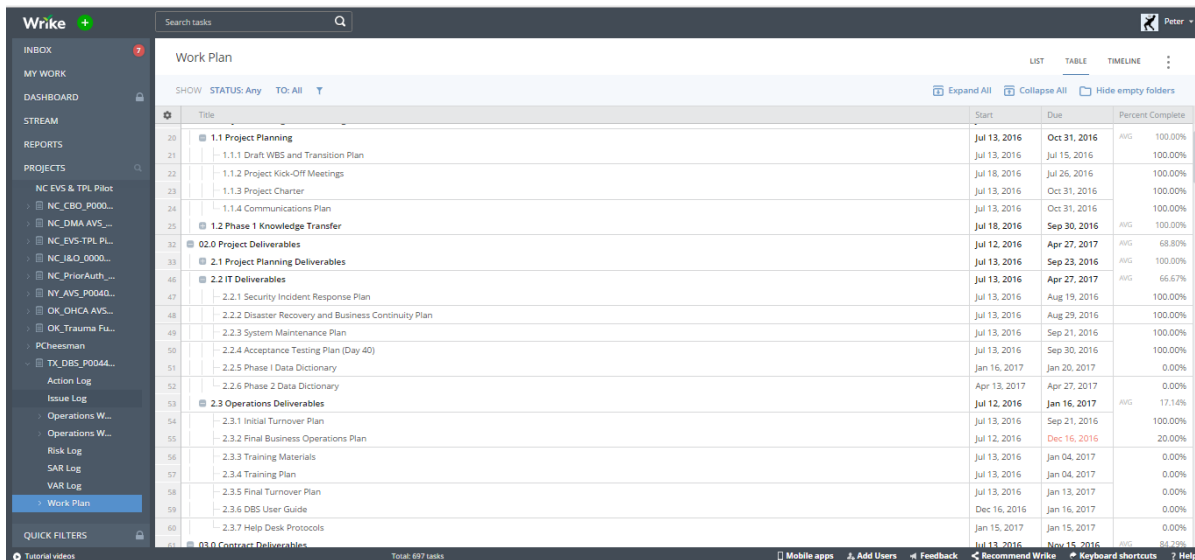 Wrike
Search tasks
Peter
INBOX 7
MY WORK
DASHBOARD
STREAM
REPORTS
PROJECTS
NC EVS & TPL Pilot
NC_CBO_P000...
NC_DMA AVS_...
NC_EVS-TPL Pi...
NC_I&O_0000...
NC_PriorAuth_...
NY_AVS_P0040...
OK_OHCA AVS...
OK_Trauma Fu...
PCheesman
TX_DBS_P0044...
Action Log
Issue Log
Operations W...
Operations W...
Risk Log
SAR Log
VAR Log
Work Plan
QUICK FILTERS
Work Plan
LIST TABLE TIMELINE
SHOW STATUS: Any TO: All
Expand All Collapse All Hide empty folders
Title Start Due Percent Complete
20 1.1 Project Planning Jul 13, 2016 Oct 31, 2016 AVG 100.00%
21 1.1.1 Draft WBS and Transition Plan Jul 13, 2016 Jul 15, 2016 100.00%
22 1.1.2 Project Kick-Off Meetings Jul 18, 2016 Jul 26, 2016 100.00%
23 1.1.3 Project Charter Jul 13, 2016 Oct 31, 2016 100.00%
24 1.1.4 Communications Plan Jul 13, 2016 Oct 31, 2016 100.00%
25 1.2 Phase 1 Knowledge Transfer Jul 18, 2016 Sep 30, 2016 AVG 100.00%
32 02.0 Project Deliverables Jul 12, 2016 Apr 27, 2017 AVG 68.80%
33 2.1 Project Planning Deliverables Jul 13, 2016 Sep 23, 2016 AVG 100.00%
46 2.2 IT Deliverables Jul 13, 2016 Apr 27, 2017 AVG 66.67%
47 2.2.1 Security Incident Response Plan Jul 13, 2016 Aug 19, 2016 100.00%
48 2.2.2 Disaster Recovery and Business Continuity Plan Jul 13, 2016 Aug 29, 2016 100.00%
49 2.2.3 System Maintenance Plan Jul 13, 2016 Sep 21, 2016 100.00%
50 2.2.4 Acceptance Testing Plan (Day 40) Jul 13, 2016 Sep 30, 2016 100.00%
51 2.2.5 Phase I Data Dictionary Jan 16, 2017 Jan 20, 2017 0.00%
52 2.2.6 Phase 2 Data Dictionary Apr 13, 2017 Apr 27, 2017 0.00%
53 2.3 Operations Deliverables Jul 12, 2016 Jan 16, 2017 AVG 17.14%
54 2.3.1 Initial Turnover Plan Jul 13, 2016 Sep 21, 2016 100.00%
55 2.3.2 Final Business Operations Plan Jul 12, 2016 Dec 16, 2016 20.00%
56 2.3.3 Training Materials Jul 13, 2016 Jan 04, 2017 0.00%
57 2.3.4 Training Plan Jul 13, 2016 Jan 04, 2017 0.00%
58 2.3.5 Final Turnover Plan Jul 13, 2016 Jan 13, 2017 0.00%
59 2.3.6 DBS User Guide Dec 16, 2016 Jan 16, 2017 0.00%
60 2.3.7 Help Desk Protocols Jan 15, 2017 Jan 15, 2017 0.00%
61 03.0 Contract Deliverables Jul 13, 2016 Nov 15, 2016 AVG 84.29%
Tutorial videos Total: 697 tasks Mobile apps Add Users Feedback Recommend Wrike Keyboard shortcuts ? Help